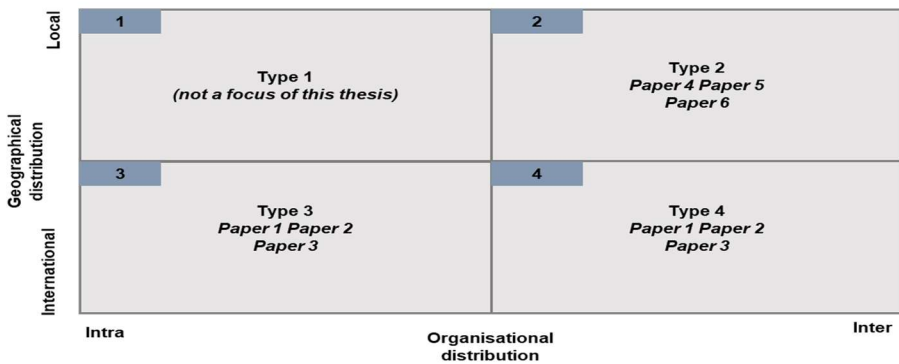 Local
Geographical
distribution
International
1
Type 1
(not a focus of this thesis)
2
Type 2
Paper 4 Paper 5
Paper 6
3
Type 3
Paper 1 Paper 2
Paper 3
4
Type 4
Paper 1 Paper 2
Paper 3
Intra
Organisational
distribution
Inter